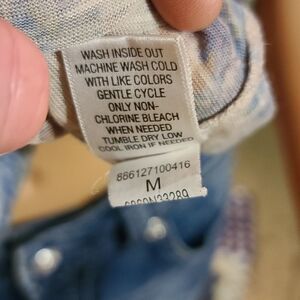 WASH INSIDE OUT
MACHINE WASH COLD
WITH LIKE COLORS
GENTLE CYCLE
ONLY NON-
CHLORINE BLEACH
WHEN NEEDED
TUMBLE DRY LOW
COOL IRON IF NEEDED
886127100416
M